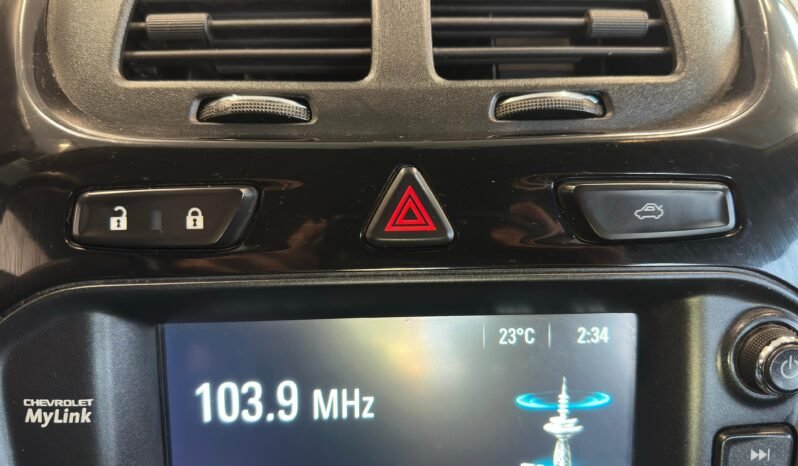 23°C 2:34
103.9 MHz
CHEVROLET
MyLink